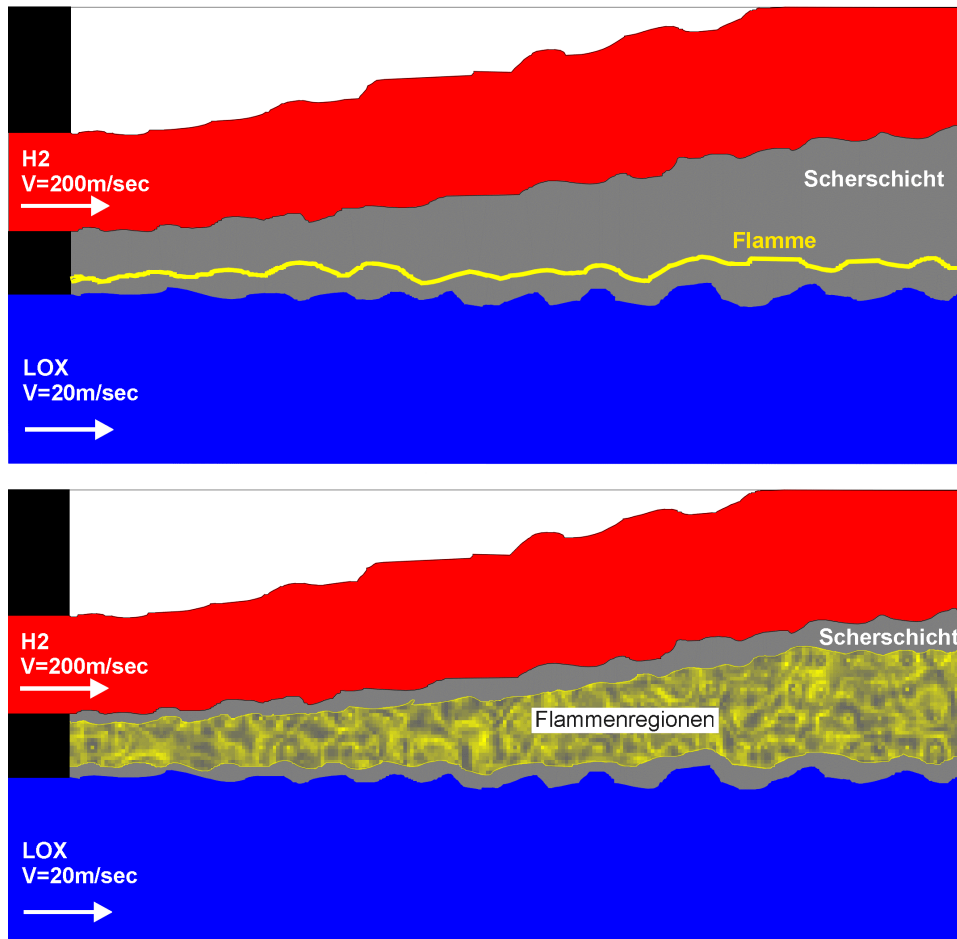 H2
V=200m/sec
Scherschicht
Flamme
LOX
V=20m/sec
H2
V=200m/sec
Scherschicht
Flammenregionen
LOX
V=20m/sec